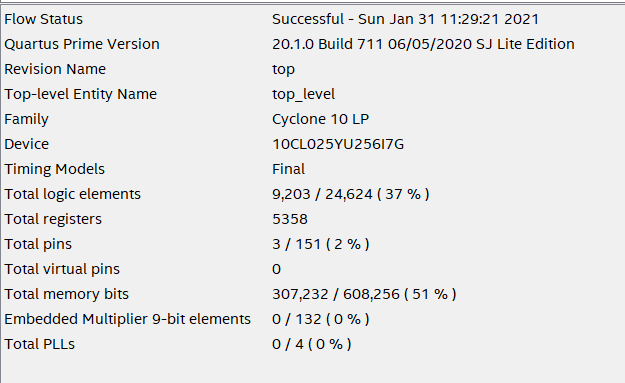 Flow Status Successful - Sun Jan 31 11:29:21 2021
Quartus Prime Version 20.1.0 Build 711 06/05/2020 SJ Lite Edition
Revision Name top
Top-level Entity Name top_level
Family Cyclone 10 LP
Device 10CL025YU256I7G
Timing Models Final
Total logic elements 9,203 / 24,624 ( 37 % )
Total registers 5358
Total pins 3 / 151 ( 2 % )
Total virtual pins 0
Total memory bits 307,232 / 608,256 ( 51 % )
Embedded Multiplier 9-bit elements 0 / 132 ( 0 % )
Total PLLs 0 / 4 ( 0 % )